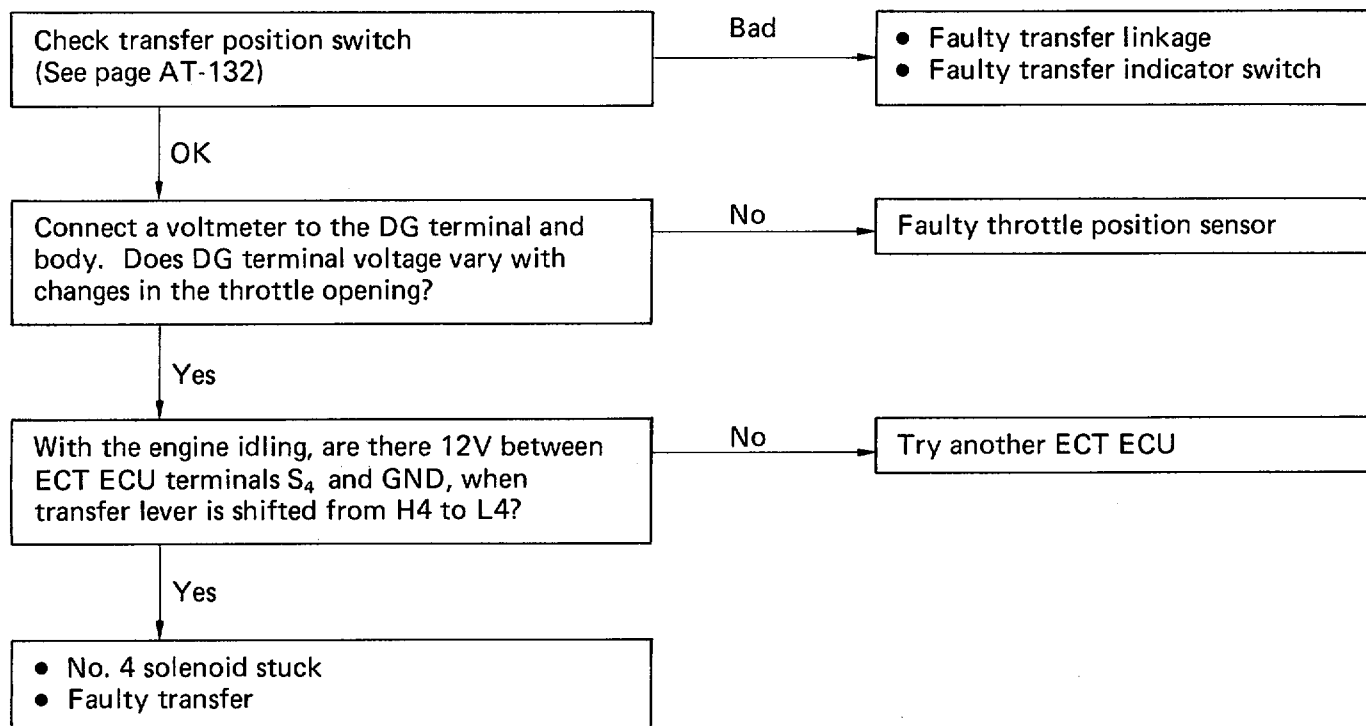 Check transfer position switch
(See page AT-132)
Bad
● Faulty transfer linkage
● Faulty transfer indicator switch
OK
Connect a voltmeter to the DG terminal and
body. Does DG terminal voltage vary with
changes in the throttle opening?
No
Faulty throttle position sensor
Yes
With the engine idling, are there 12V between
ECT ECU terminals S₄ and GND, when
transfer lever is shifted from H4 to L4?
No
Try another ECT ECU
Yes
● No. 4 solenoid stuck
● Faulty transfer